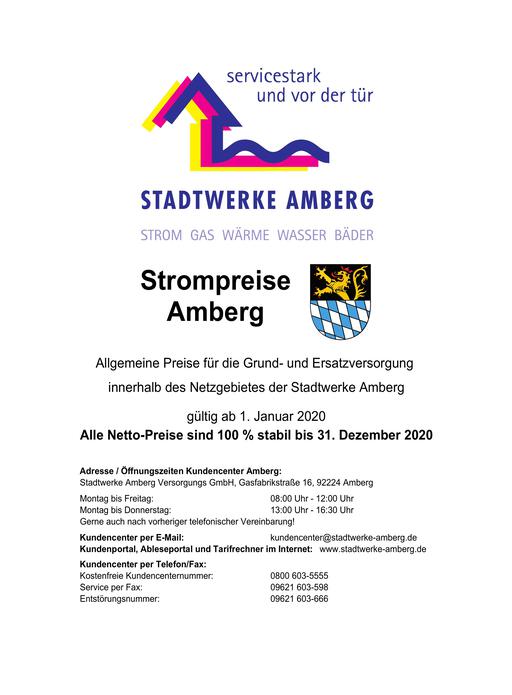 servicestark
und vor der tür
STADTWERKE AMBERG
STROM GAS WÄRME WASSER BÄDER
Strompreise
Amberg
Allgemeine Preise für die Grund- und Ersatzversorgung
innerhalb des Netzgebietes der Stadtwerke Amberg
gültig ab 1. Januar 2020
Alle Netto-Preise sind 100 % stabil bis 31. Dezember 2020
Adresse / Öffnungszeiten Kundencenter Amberg:
Stadtwerke Amberg Versorgungs GmbH, Gasfabrikstraße 16, 92224 Amberg
Montag bis Freitag: 08:00 Uhr - 12:00 Uhr
Montag bis Donnerstag: 13:00 Uhr - 16:30 Uhr
Gerne auch nach vorheriger telefonischer Vereinbarung!
Kundencenter per E-Mail: kundencenter@stadtwerke-amberg.de
Kundenportal, Ableseportal und Tarifrechner im Internet: www.stadtwerke-amberg.de
Kundencenter per Telefon/Fax:
Kostenfreie Kundencenternummer: 0800 603-5555
Service per Fax: 09621 603-598
Entstörungsnummer: 09621 603-666